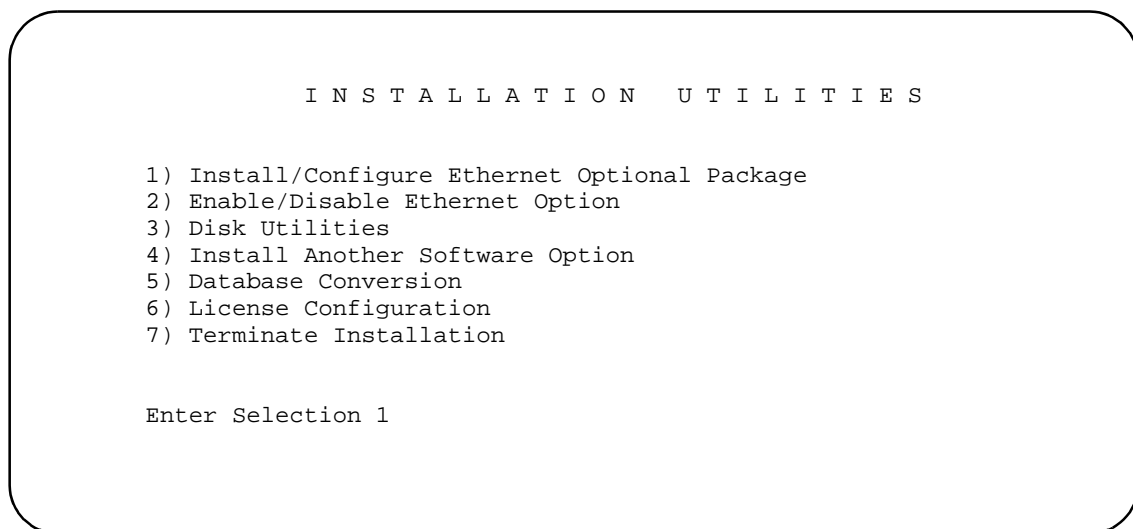 I N S T A L L A T I O N   U T I L I T I E S
1) Install/Configure Ethernet Optional Package
2) Enable/Disable Ethernet Option
3) Disk Utilities
4) Install Another Software Option
5) Database Conversion
6) License Configuration
7) Terminate Installation
Enter Selection 1